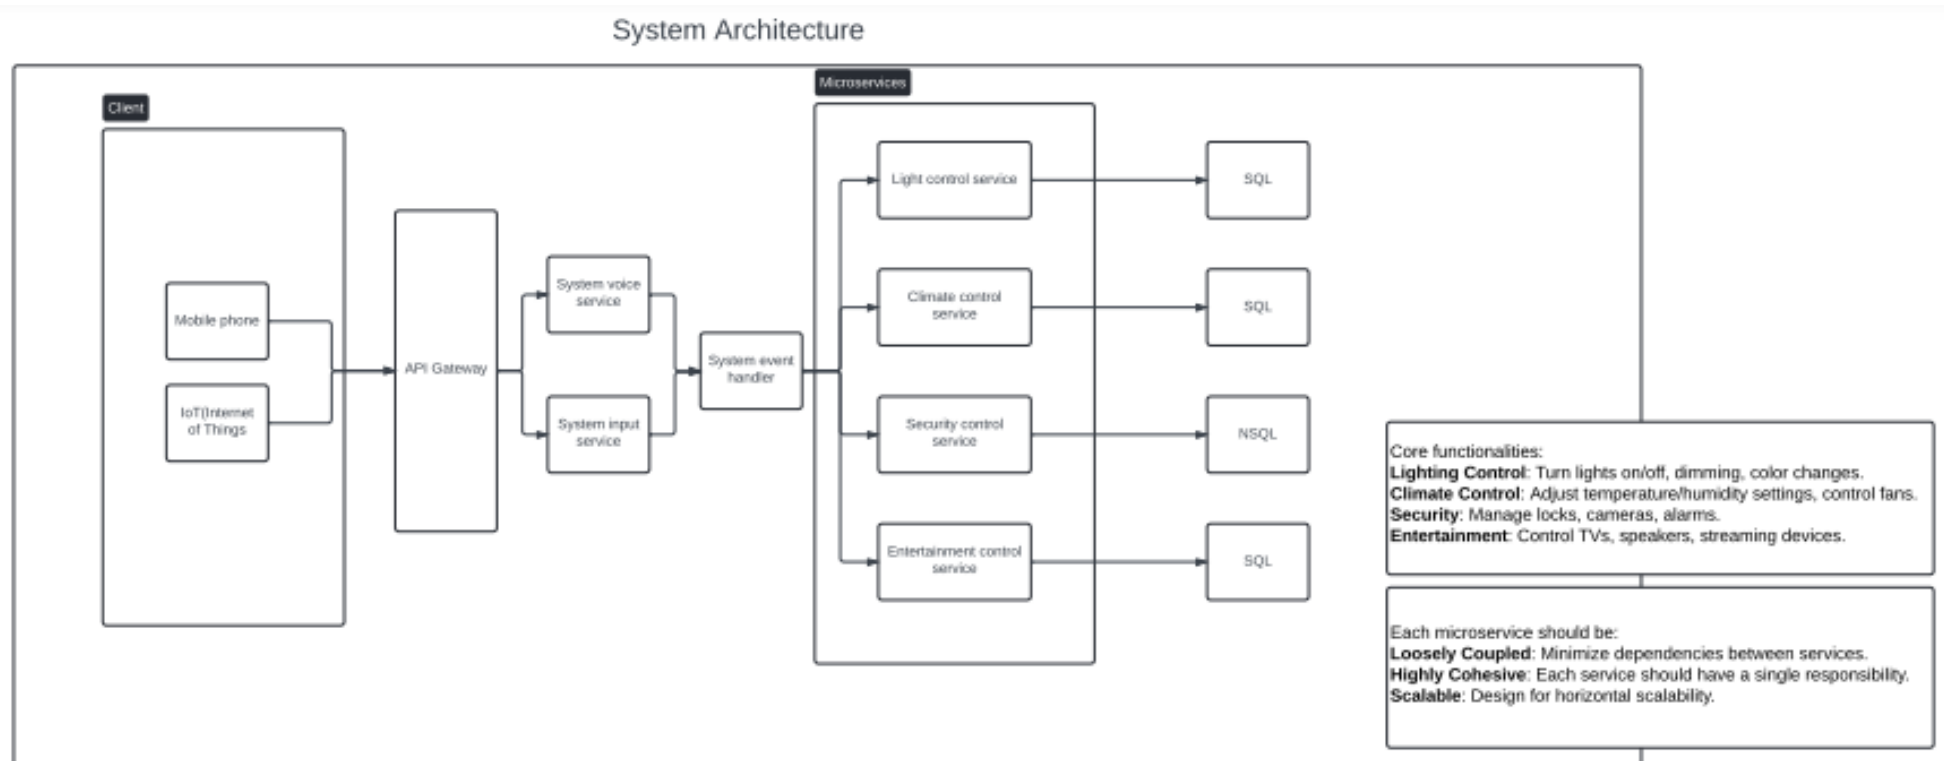 System Architecture
Client
Microservices
Mobile phone
IoT(Internet
of Things
API Gateway
System voice
service
System input
service
System event
handler
Light control service
Climate control
service
Security control
service
Entertainment control
service
SQL
SQL
NSQL
SQL
Core functionalities:
Lighting Control: Turn lights on/off, dimming, color changes.
Climate Control: Adjust temperature/humidity settings, control fans.
Security: Manage locks, cameras, alarms.
Entertainment: Control TVs, speakers, streaming devices.
Each microservice should be:
Loosely Coupled: Minimize dependencies between services.
Highly Cohesive: Each service should have a single responsibility.
Scalable: Design for horizontal scalability.